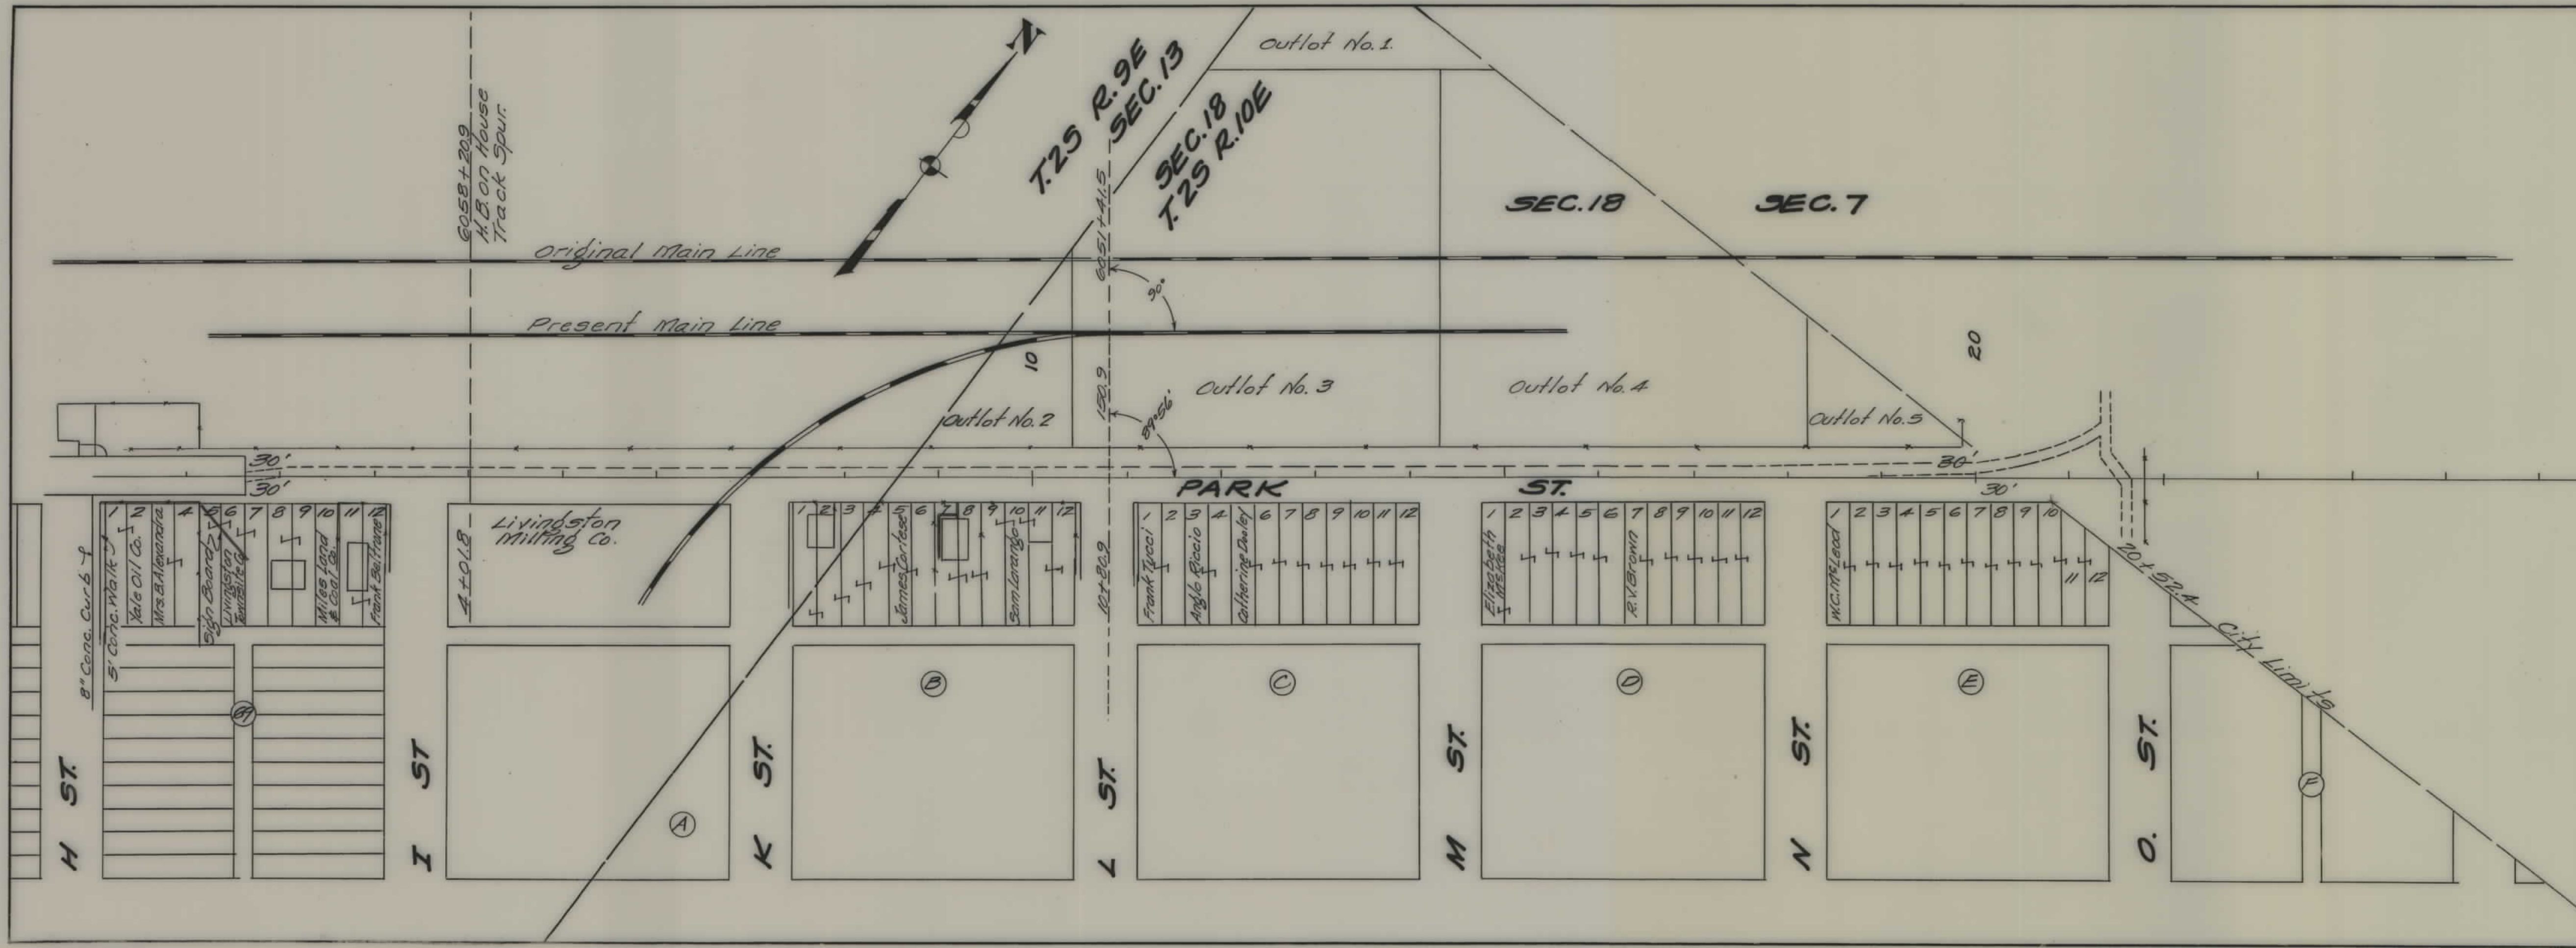 Outlot No. 1.
6058+20.9
H.B. on House
Track Spur.
N
T.2S R.9E
SEC. 13
SEC. 18
T.2S R.10E
6051+41.5
SEC. 18
SEC. 7
Original Main Line
90°
Present Main Line
10
20
150.9
89°56'
Outlot No. 2
Outlot No. 3
Outlot No. 4
Outlot No. 5
30'
30'
30'
30'
PARK ST.
8" Conc. Curb
5' Conc. Walk
1 2 4 5 6 7 8 9 10 11 12
Yale Oil Co.
Mrs. B. Alexandra
Sign Board
Livingston
Townsite Co.
Miles Land
& Coal Co.
Frank Beltrane
4+01.8
Livingston
Milling Co.
1 2 3 4 5 6 7 8 9 10 11 12
James Cortese
Sam Lorango
10+80.9
1 2 3 4 6 7 8 9 10 11 12
Frank Tucci
Anglo Riccio
Catherine Dooley
1 2 3 4 5 6 7 8 9 10 11 12
Elizabeth
McKee
R.V. Brown
1 2 3 4 5 6 7 8 9 10
11 12
W.C. McLeod
20+52.4
City Limits
89
A
B
C
D
E
F
H ST.
I ST
K ST.
L ST.
M ST.
N ST.
O. ST.